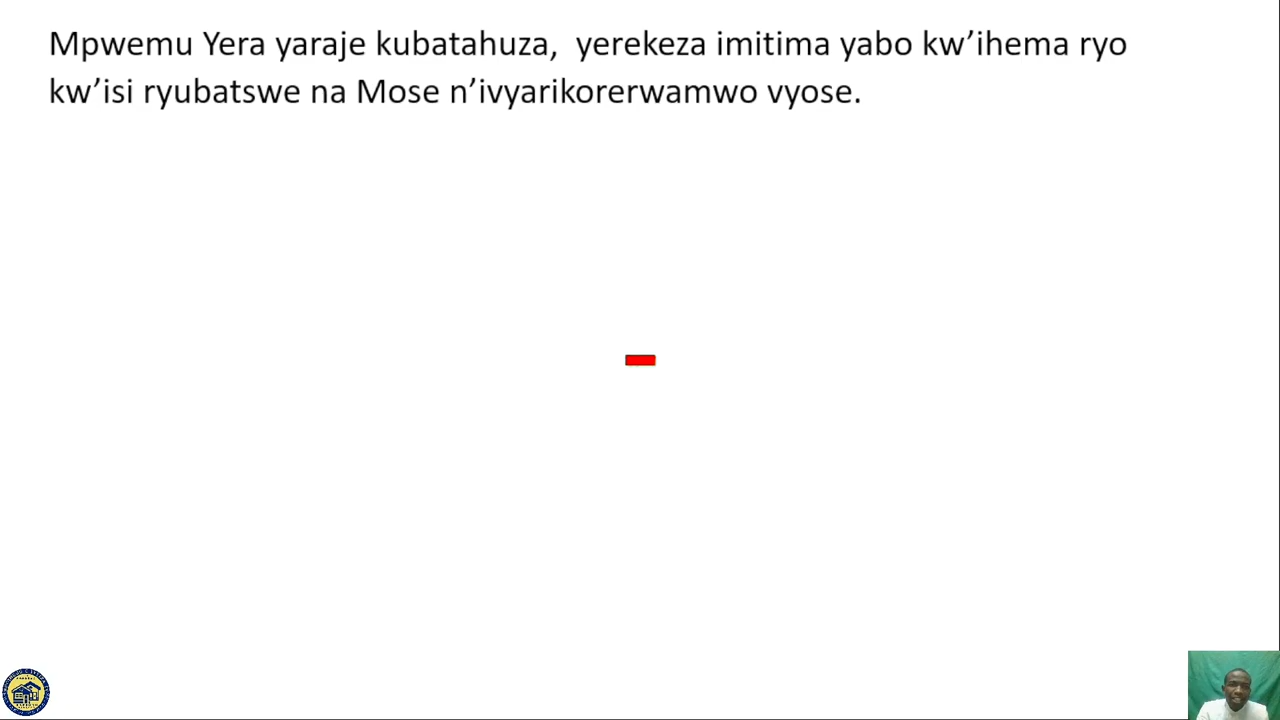 Mpwemu Yera yaraje kubatahuza, yerekeza imitima yabo kw’ihema ryo
kw’isi ryubatswe na Mose n’ivyarikorerwamwo vyose.